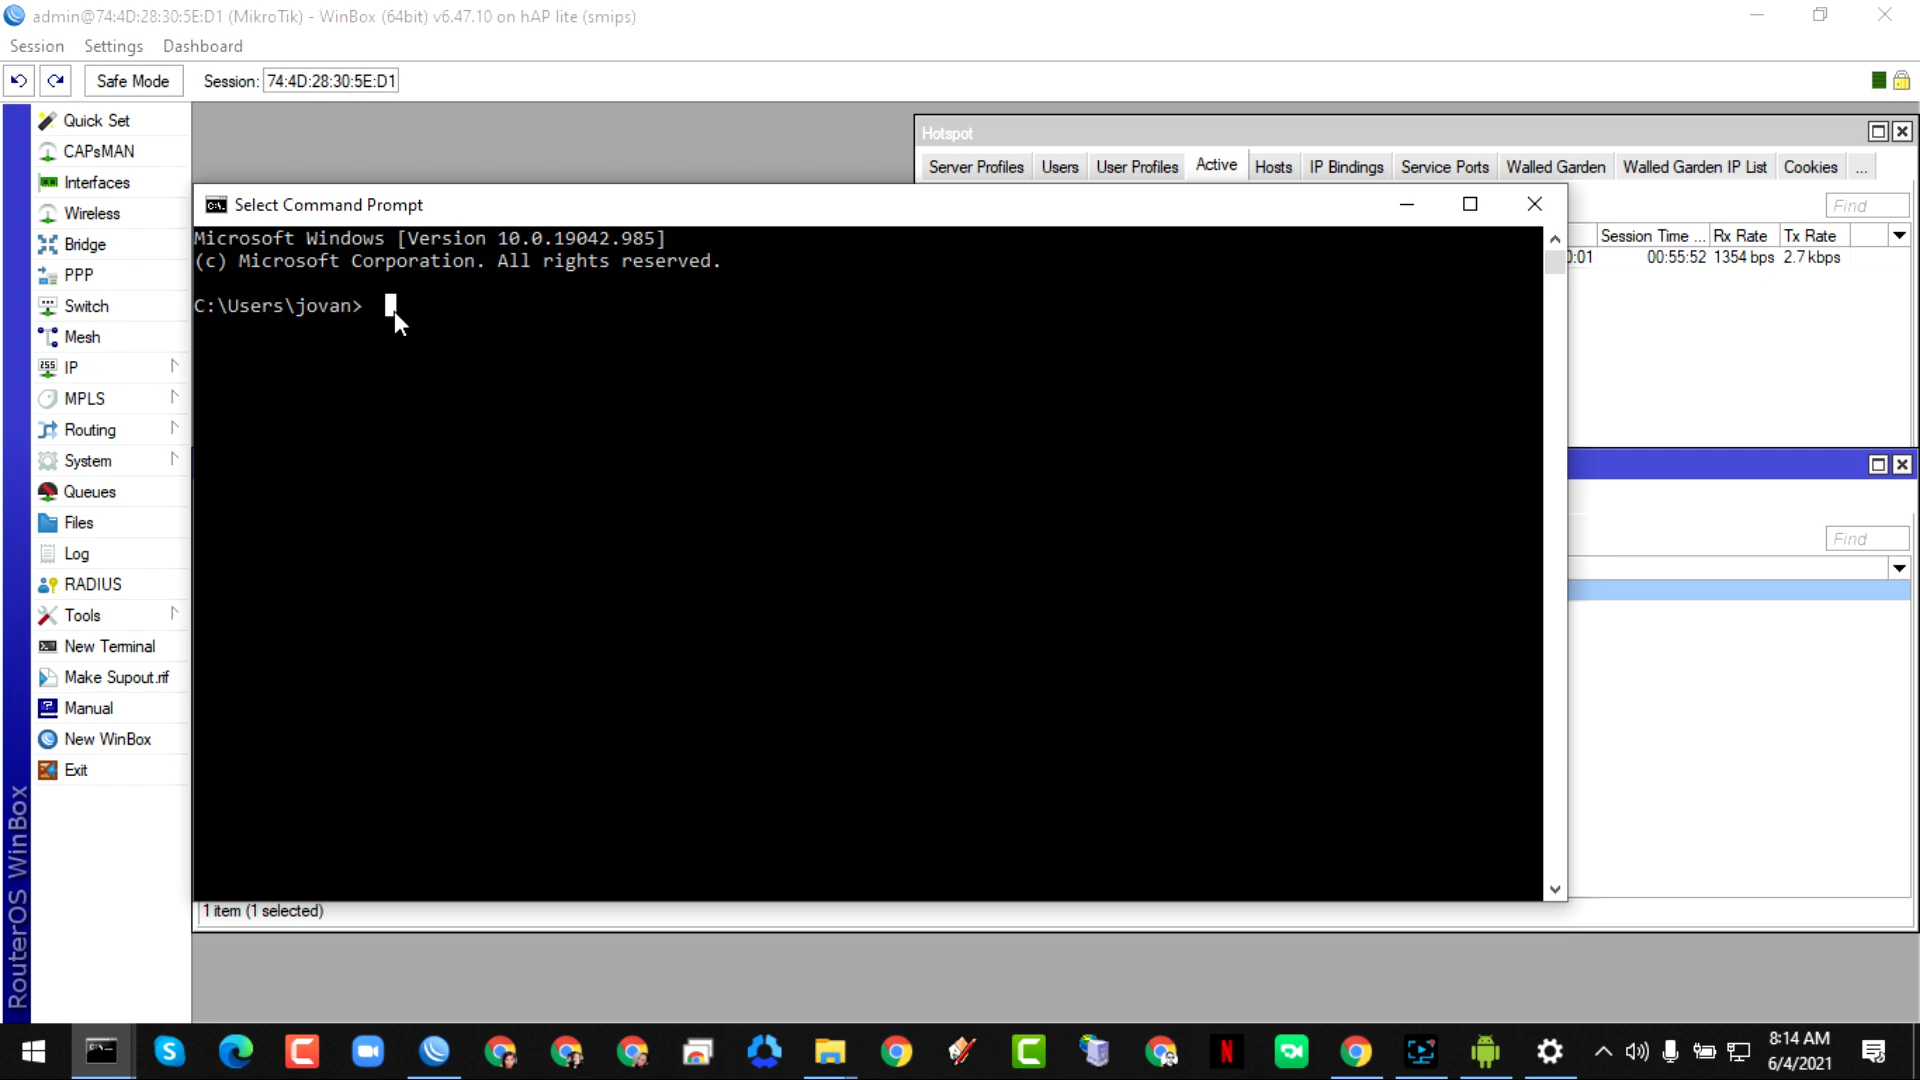 admin@74:4D:28:30:5E:D1 (MikroTik) - WinBox (64bit) v6.47.10 on hAP lite (smips)
Session Settings Dashboard
Safe Mode Session: 74:4D:28:30:5E:D1
Quick Set
CAPsMAN
Interfaces
Wireless
Bridge
PPP
Switch
Mesh
IP
MPLS
Routing
System
Queues
Files
Log
RADIUS
Tools
New Terminal
Make Supout.rif
Manual
New WinBox
Exit
RouterOS WinBox
Hotspot
Server Profiles Users User Profiles Active Hosts IP Bindings Service Ports Walled Garden Walled Garden IP List Cookies ...
Find
Session Time ... Rx Rate Tx Rate
0:01 00:55:52 1354 bps 2.7 kbps
Select Command Prompt
Microsoft Windows [Version 10.0.19042.985]
(c) Microsoft Corporation. All rights reserved.
C:\Users\jovan>
Find
1 item (1 selected)
8:14 AM
6/4/2021